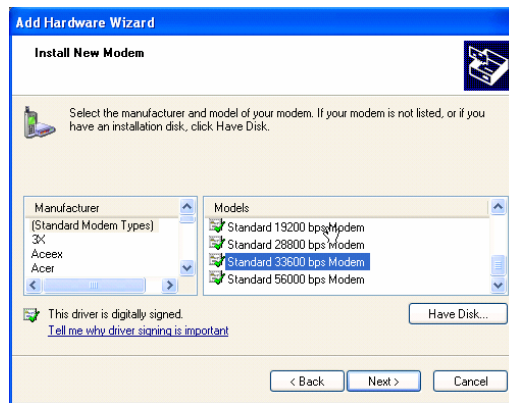 Add Hardware Wizard
Install New Modem
Select the manufacturer and model of your modem. If your modem is not listed, or if you
have an installation disk, click Have Disk.
Manufacturer
(Standard Modem Types)
3X
Aceex
Acer
Models
Standard 19200 bps Modem
Standard 28800 bps Modem
Standard 33600 bps Modem
Standard 56000 bps Modem
This driver is digitally signed.
Tell me why driver signing is important
Have Disk...
< Back
Next >
Cancel